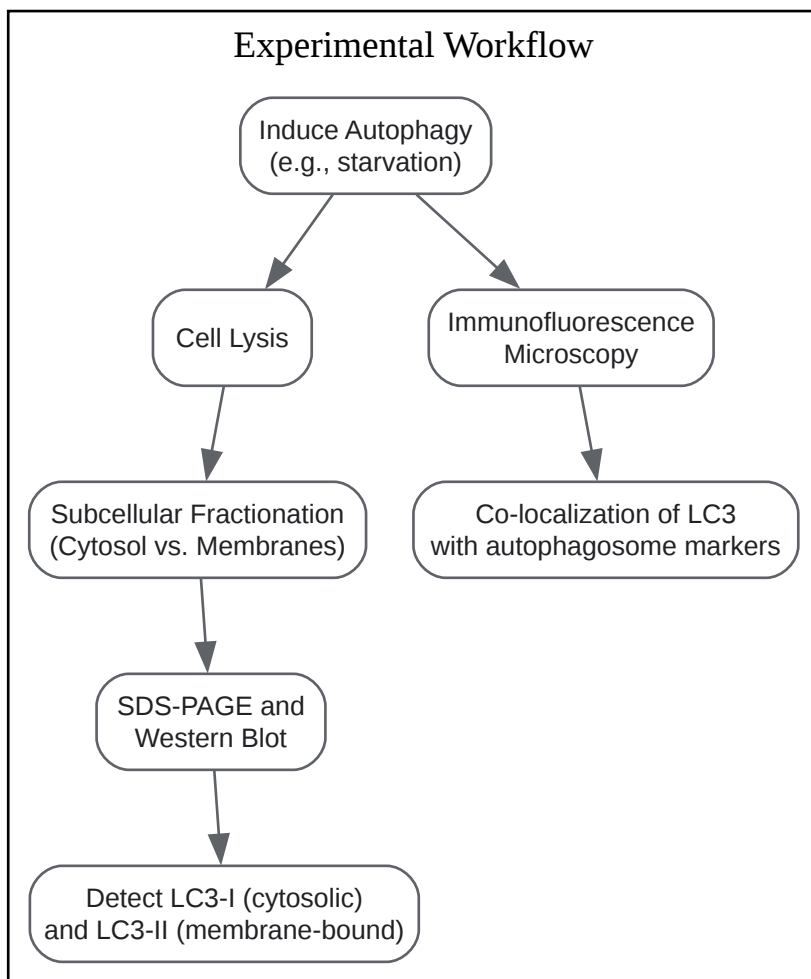 Experimental Workflow
Induce Autophagy
(e.g., starvation)
Cell Lysis
Immunofluorescence
Microscopy
Subcellular Fractionation
(Cytosol vs. Membranes)
Co-localization of LC3
with autophagosome markers
SDS-PAGE and
Western Blot
Detect LC3-I (cytosolic)
and LC3-II (membrane-bound)